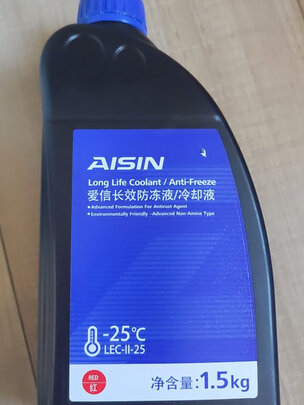 AISIN
Long Life Coolant / Anti-Freeze
爱信长效防冻液/冷却液
• Advanced Formulation For Antirust Agent
• Environmentally Friendly -Advanced Non-Amine Type
-25℃
LEC-II-25
RED
红
净含量:1.5kg